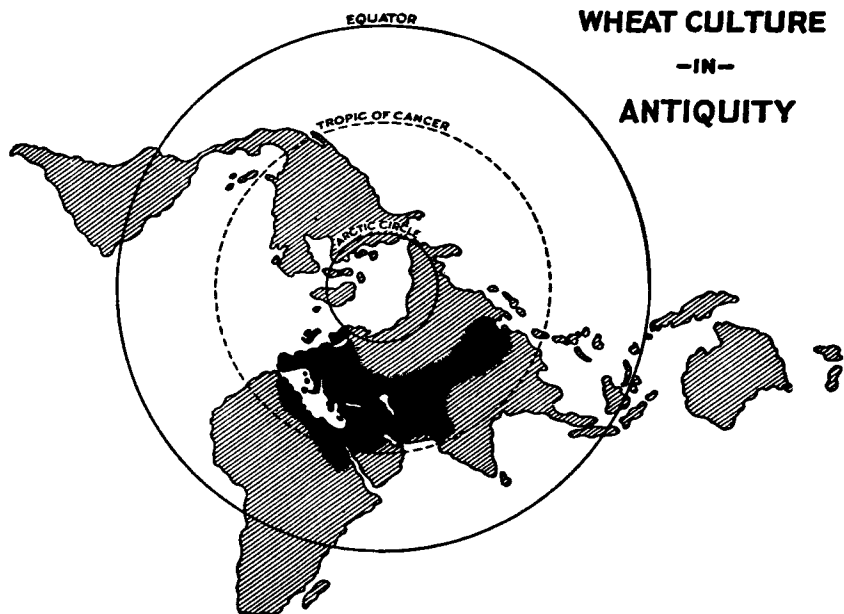 EQUATOR
WHEAT CULTURE
-IN-
ANTIQUITY
TROPIC OF CANCER
ARCTIC CIRCLE